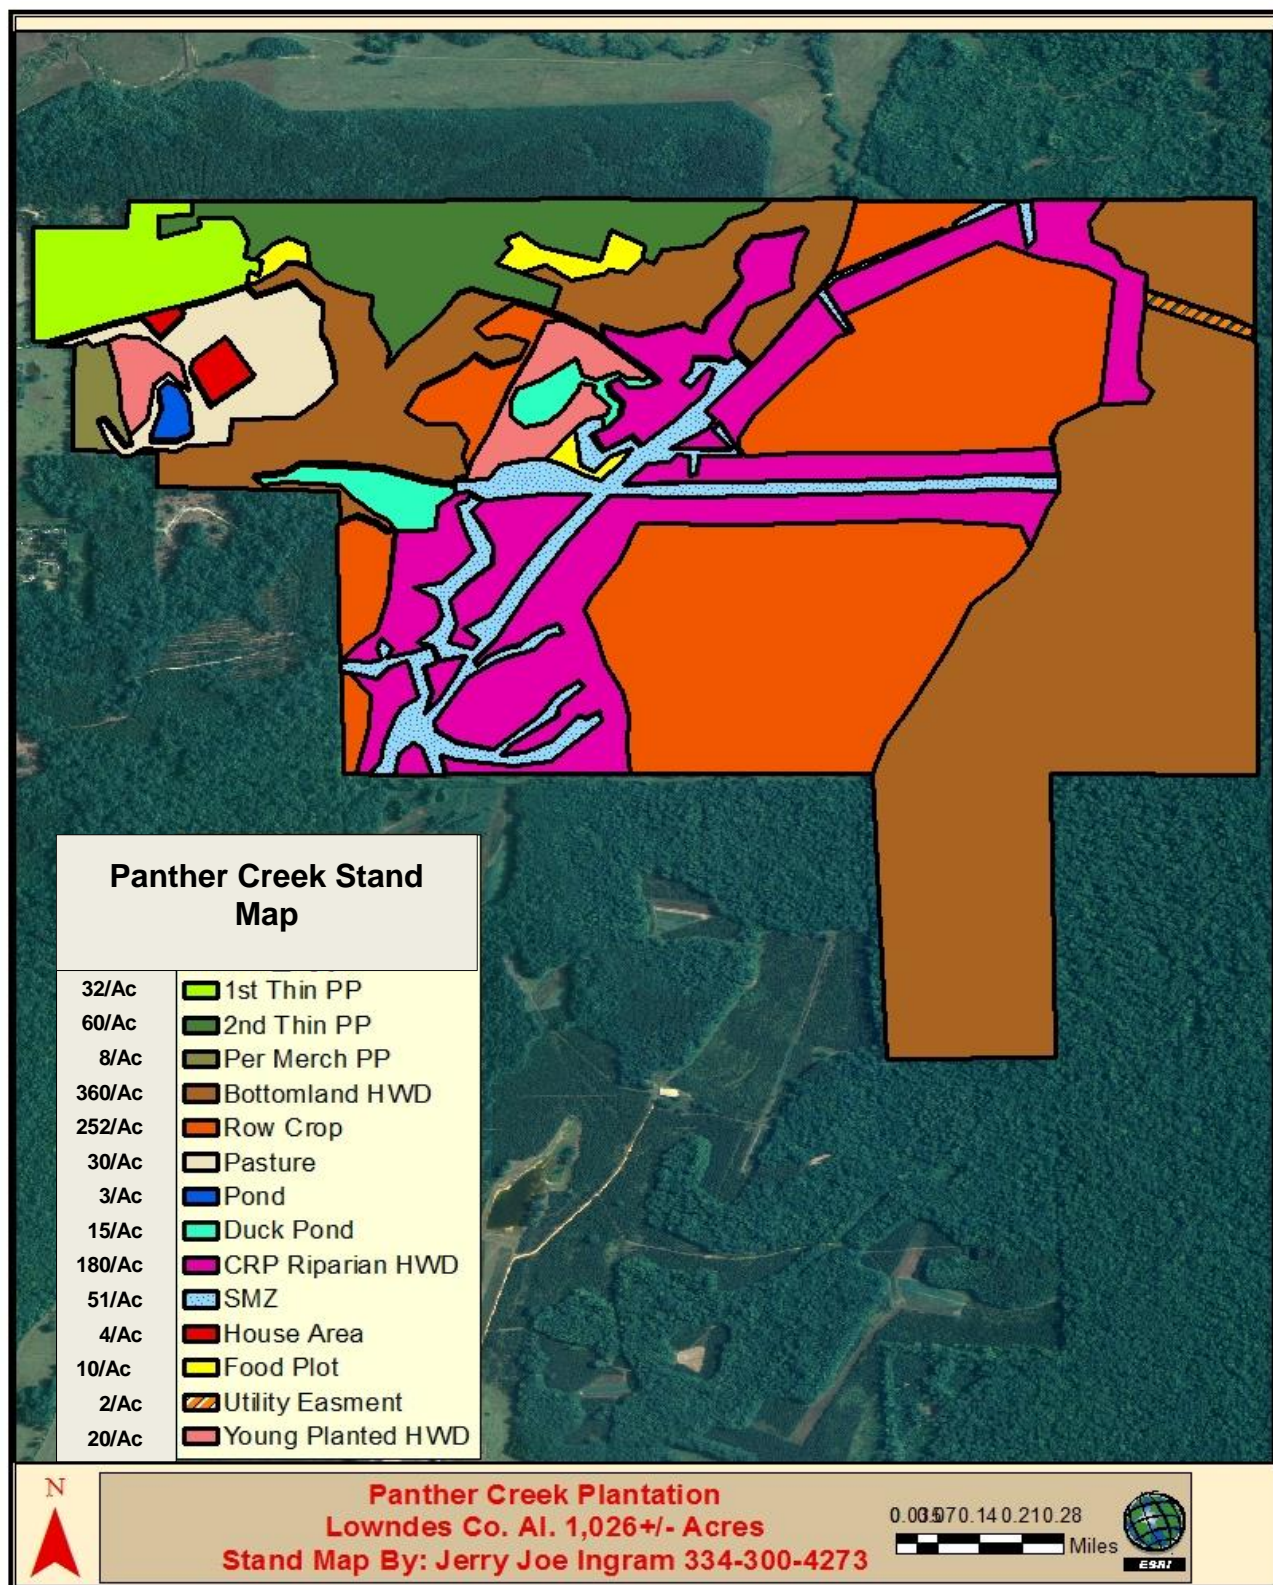 Panther Creek Stand
Map
32/Ac 1st Thin PP
60/Ac 2nd Thin PP
8/Ac Per Merch PP
360/Ac Bottomland HWD
252/Ac Row Crop
30/Ac Pasture
3/Ac Pond
15/Ac Duck Pond
180/Ac CRP Riparian HWD
51/Ac SMZ
4/Ac House Area
10/Ac Food Plot
2/Ac Utility Easment
20/Ac Young Planted HWD
N
Panther Creek Plantation
Lowndes Co. Al. 1,026+/- Acres
Stand Map By: Jerry Joe Ingram 334-300-4273
0.14 0.21 0.28
Miles
ESRI